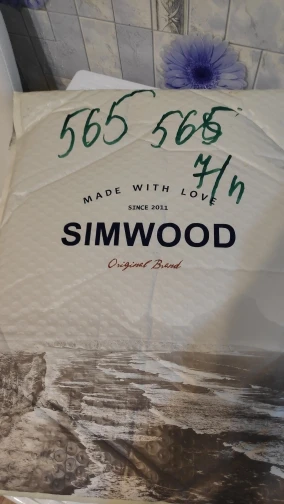 565 565
7/п
MADE WITH LOVE
SINCE 2011
SIMWOOD
Original Brand